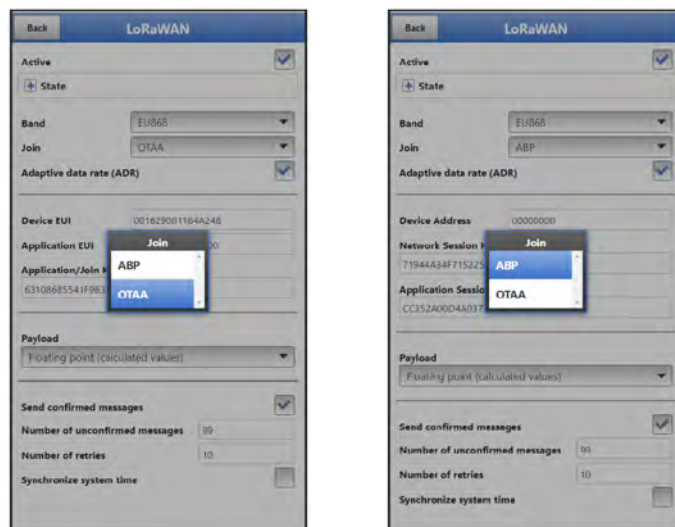 Back LoRaWAN
Active
State
Band EU868
Join OTAA
Adaptive data rate (ADR)
Device EUI 001629001164A248
Application EUI
Join
ABP
OTAA
Application/Join
Payload
Floating point (calculated values)
Send confirmed messages
Number of unconfirmed messages 99
Number of retries 10
Synchronize system time
Back LoRaWAN
Active
State
Band EU868
Join ABP
Adaptive data rate (ADR)
Device Address 00000000
Network Session
Join
ABP
OTAA
71944A34F715225
Application
CC352A00D4A037
Payload
Floating point (calculated values)
Send confirmed messages
Number of unconfirmed messages 99
Number of retries 10
Synchronize system time